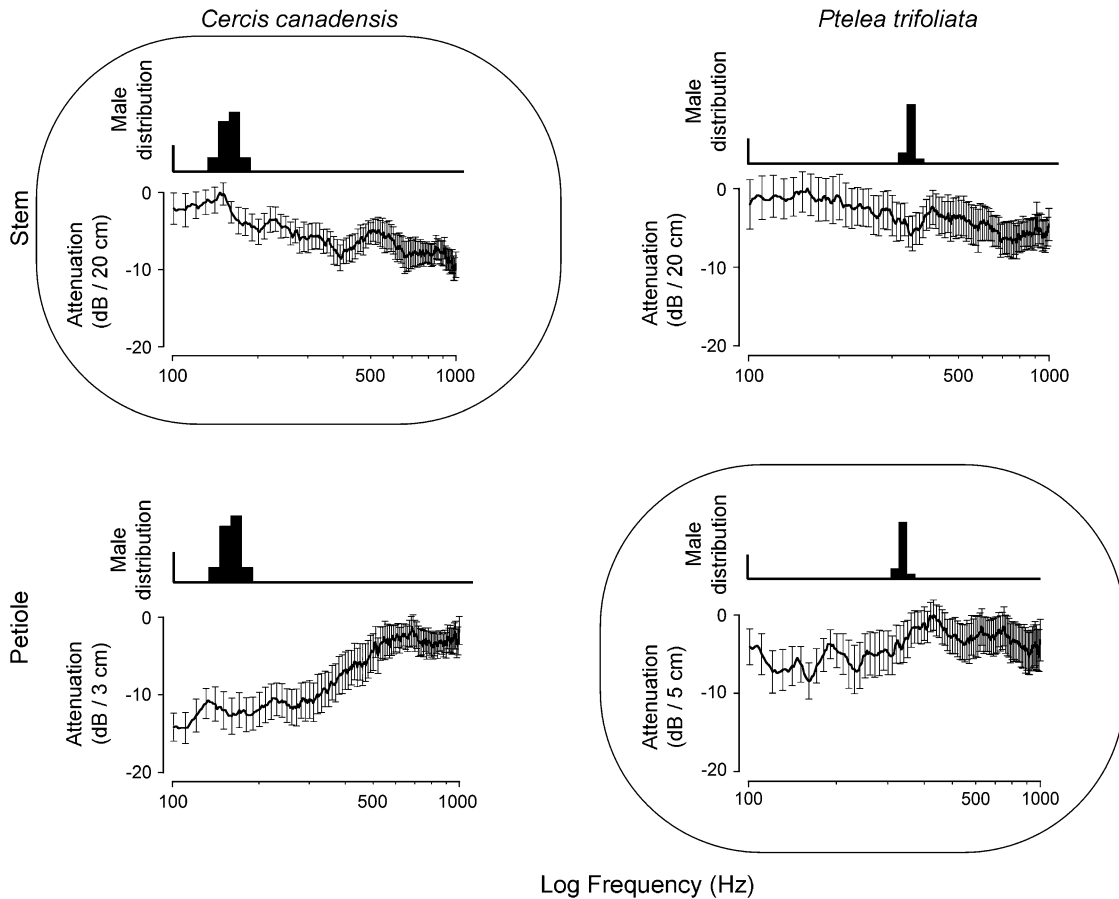 Cercis canadensis
Ptelea trifoliata
Stem
Male
distribution
Attenuation
(dB / 20 cm)
0
-10
-20
100
500
1000
Male
distribution
Attenuation
(dB / 20 cm)
0
-10
-20
100
500
1000
Petiole
Male
distribution
Attenuation
(dB / 3 cm)
0
-10
-20
100
500
1000
Male
distribution
Attenuation
(dB / 5 cm)
0
-10
-20
100
500
1000
Log Frequency (Hz)